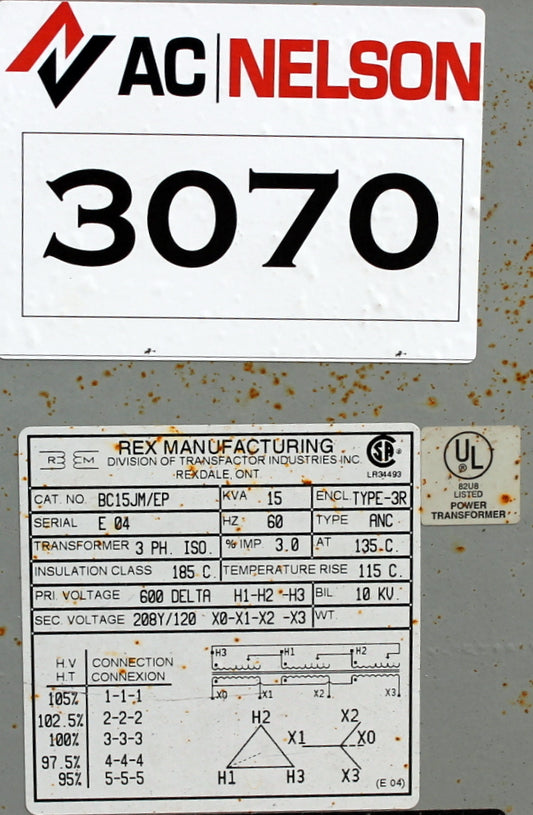 AC|NELSON
3070
REX MANUFACTURING
DIVISION OF TRANSFACTOR INDUSTRIES INC.
REXDALE, ONT.
LR34493
CAT. NO. BC15JM/EP KVA 15 ENCL. TYPE-3R
SERIAL E 04 HZ 60 TYPE ANC
TRANSFORMER 3 PH. ISO. % IMP. 3.0 AT 135.C.
INSULATION CLASS 185 C. TEMPERATURE RISE 115 C.
PRI. VOLTAGE 600 DELTA H1-H2 -H3 BIL 10 KV.
SEC. VOLTAGE 208Y/120 X0-X1-X2 -X3 WT.
UL
82U8
LISTED
POWER
TRANSFORMER
H.V CONNECTION
H.T CONNEXION
105% 1-1-1
102.5% 2-2-2
100% 3-3-3
97.5% 4-4-4
95% 5-5-5
H3 H1 H2
X0 X1 X2 X3
H2 X2
X1 X0
H1 H3 X3
(E 04)